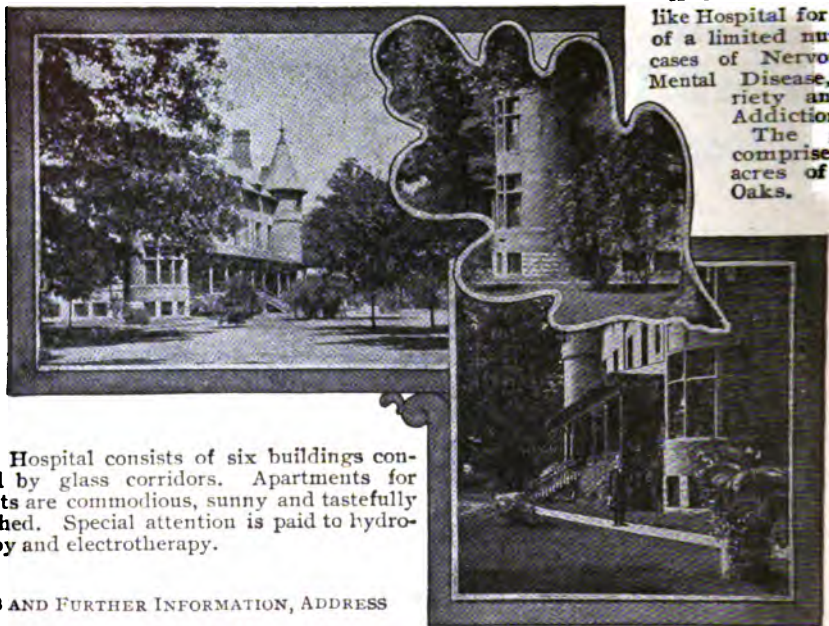 like Hospital for
of a limited nu
cases of Nervo
Mental Disease,
riety an
Addiction
The
comprise
acres of
Oaks.
Hospital consists of six buildings con-
l by glass corridors. Apartments for
ts are commodious, sunny and tastefully
hed. Special attention is paid to hydro-
y and electrotherapy.
AND FURTHER INFORMATION, ADDRESS